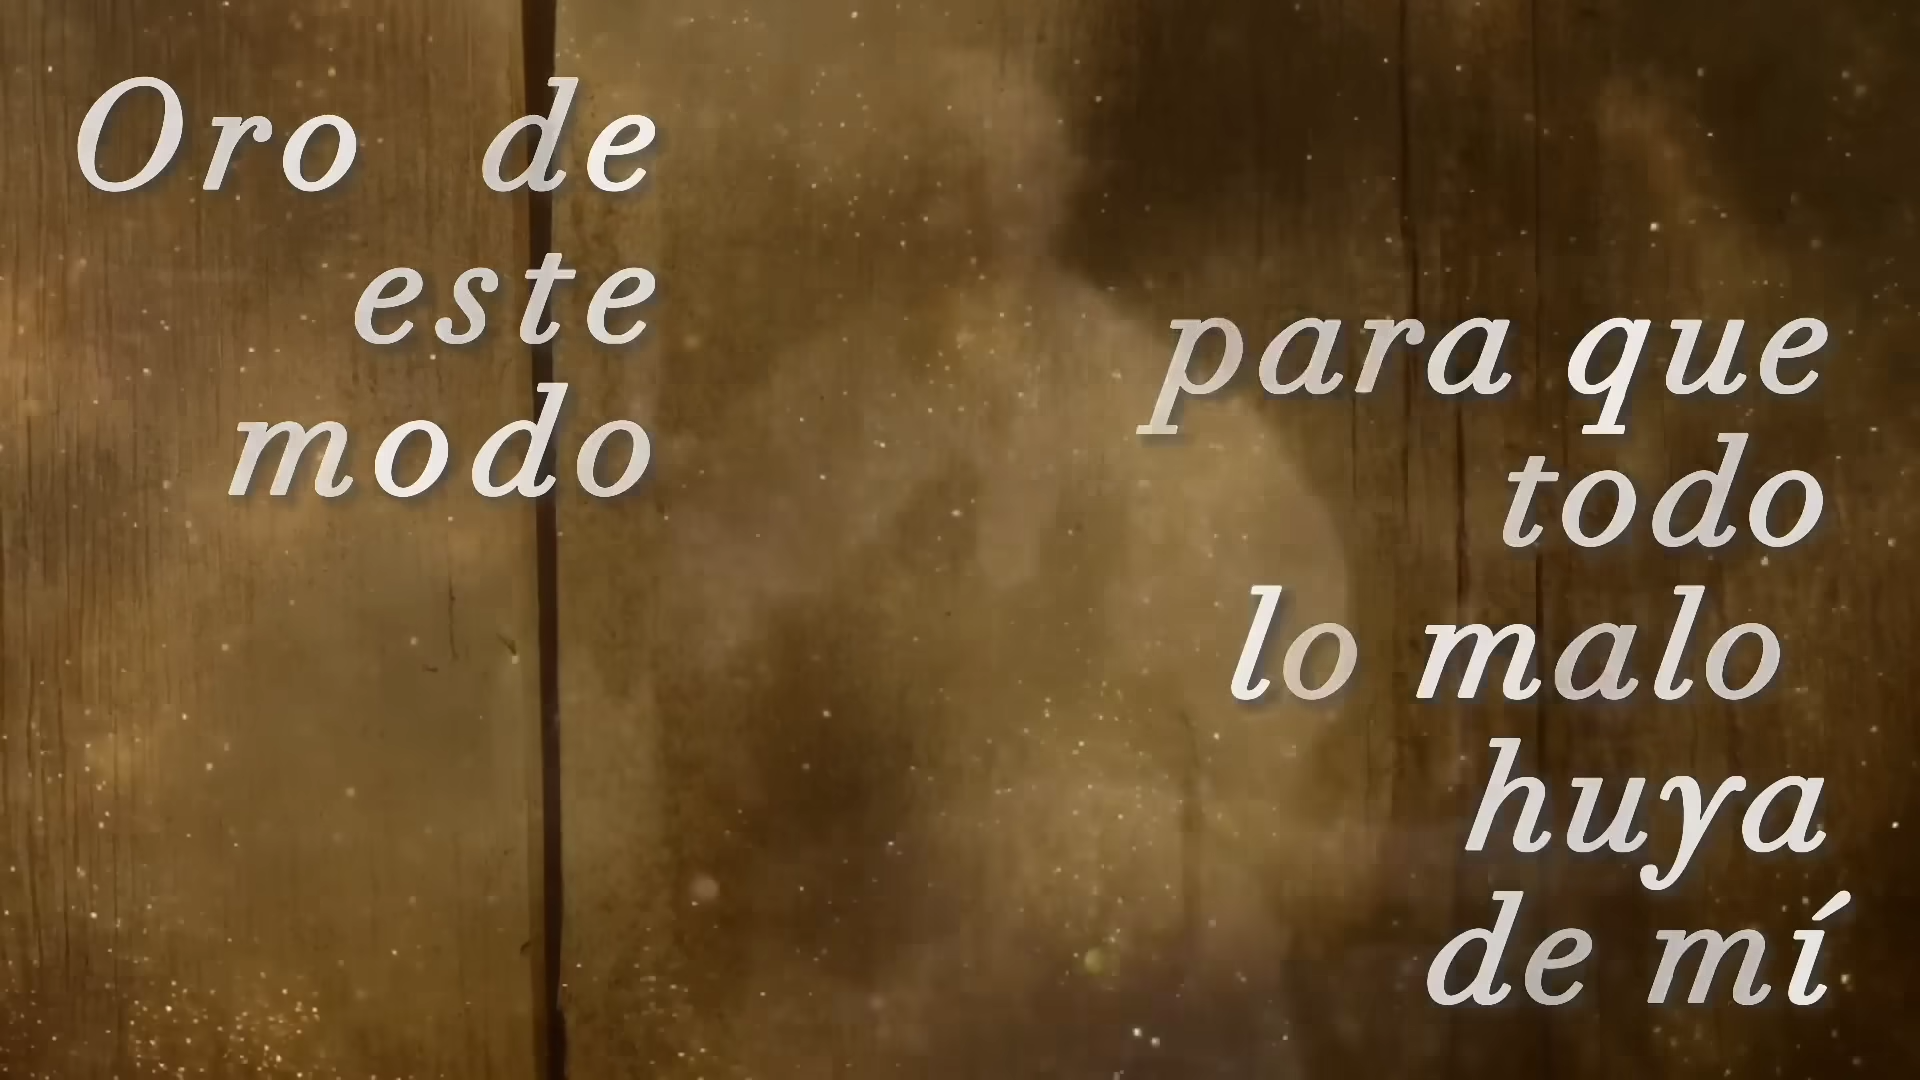 Oro de
este
modo
para que
todo
lo malo
huya
de mí